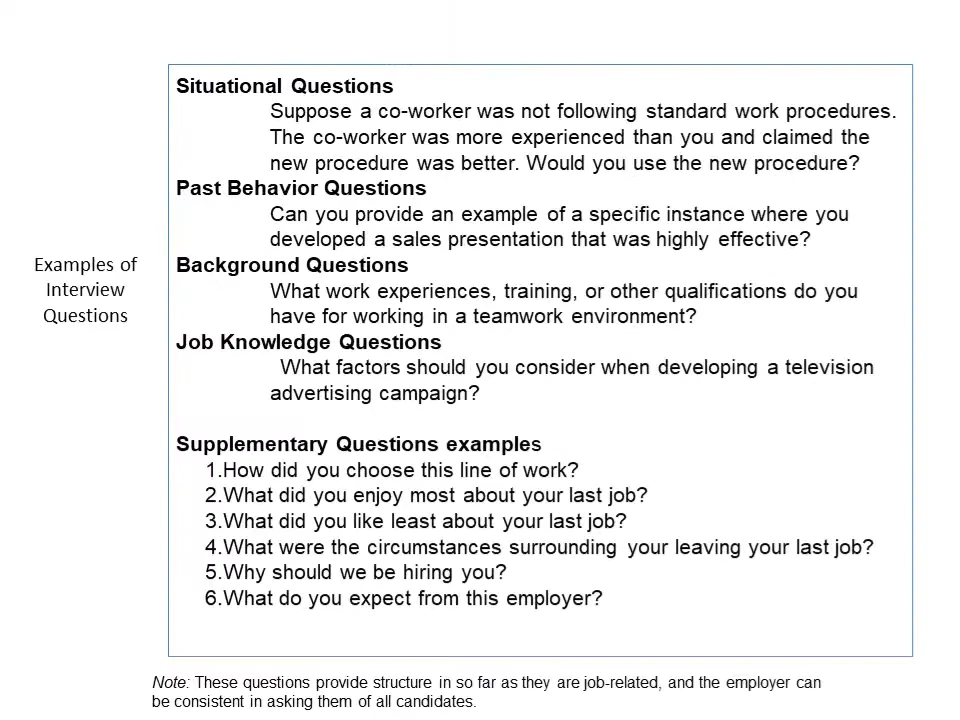 Examples of
Interview
Questions
Situational Questions
Suppose a co-worker was not following standard work procedures.
The co-worker was more experienced than you and claimed the
new procedure was better. Would you use the new procedure?
Past Behavior Questions
Can you provide an example of a specific instance where you
developed a sales presentation that was highly effective?
Background Questions
What work experiences, training, or other qualifications do you
have for working in a teamwork environment?
Job Knowledge Questions
What factors should you consider when developing a television
advertising campaign?
Supplementary Questions examples
1.How did you choose this line of work?
2.What did you enjoy most about your last job?
3.What did you like least about your last job?
4.What were the circumstances surrounding your leaving your last job?
5.Why should we be hiring you?
6.What do you expect from this employer?
Note: These questions provide structure in so far as they are job-related, and the employer can
be consistent in asking them of all candidates.